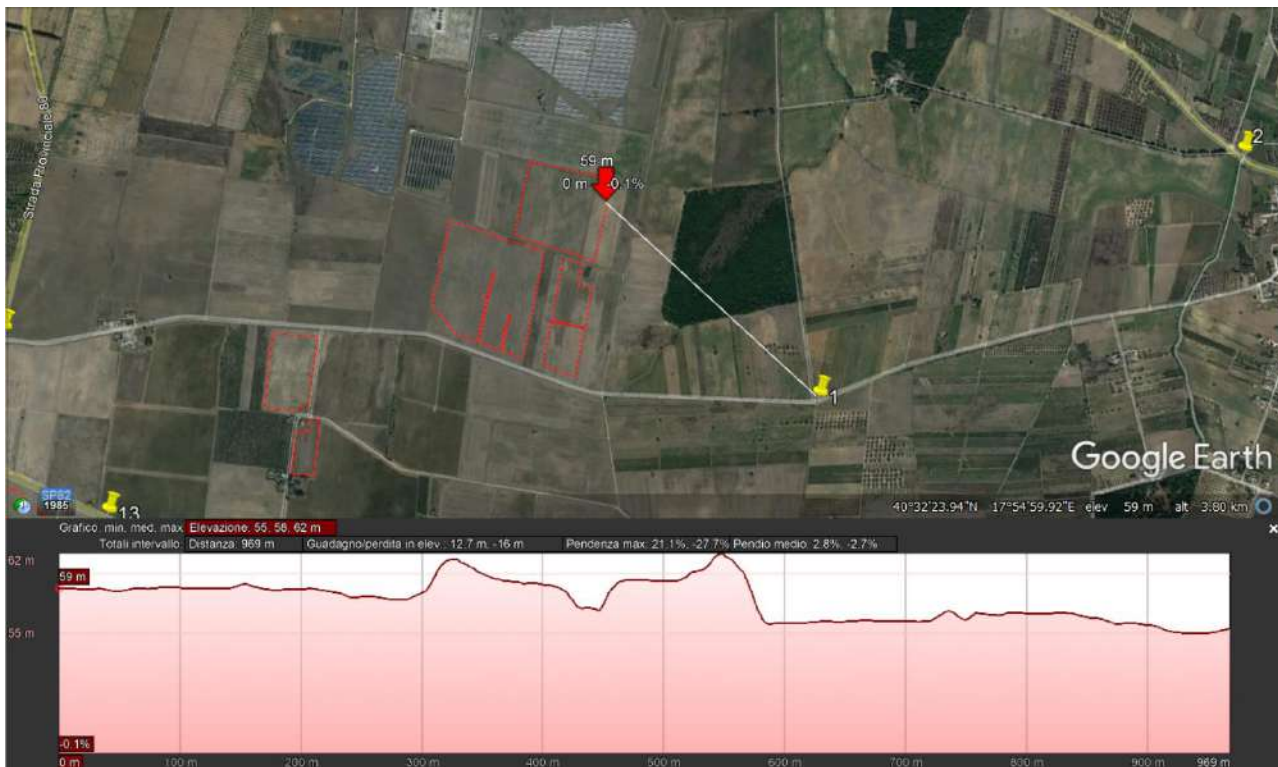 Strada Provinciale 80
2
59 m
0 m -0,1%
1
Google Earth
SP82
1985
13
40°32'23.94"N 17°54'59.92"E elev 59 m alt 3.80 km
Grafico: min, med, max Elevazione: 55, 58, 62 m
Totali intervallo: Distanza: 969 m Guadagno/perdita in elev.: 12.7 m, -16 m Pendenza max: 21.1%, -27.7% Pendio medio: 2.8%, -2.7%
62 m
59 m
55 m
-0.1%
0 m 100 m 200 m 300 m 400 m 500 m 600 m 700 m 800 m 900 m 969 m